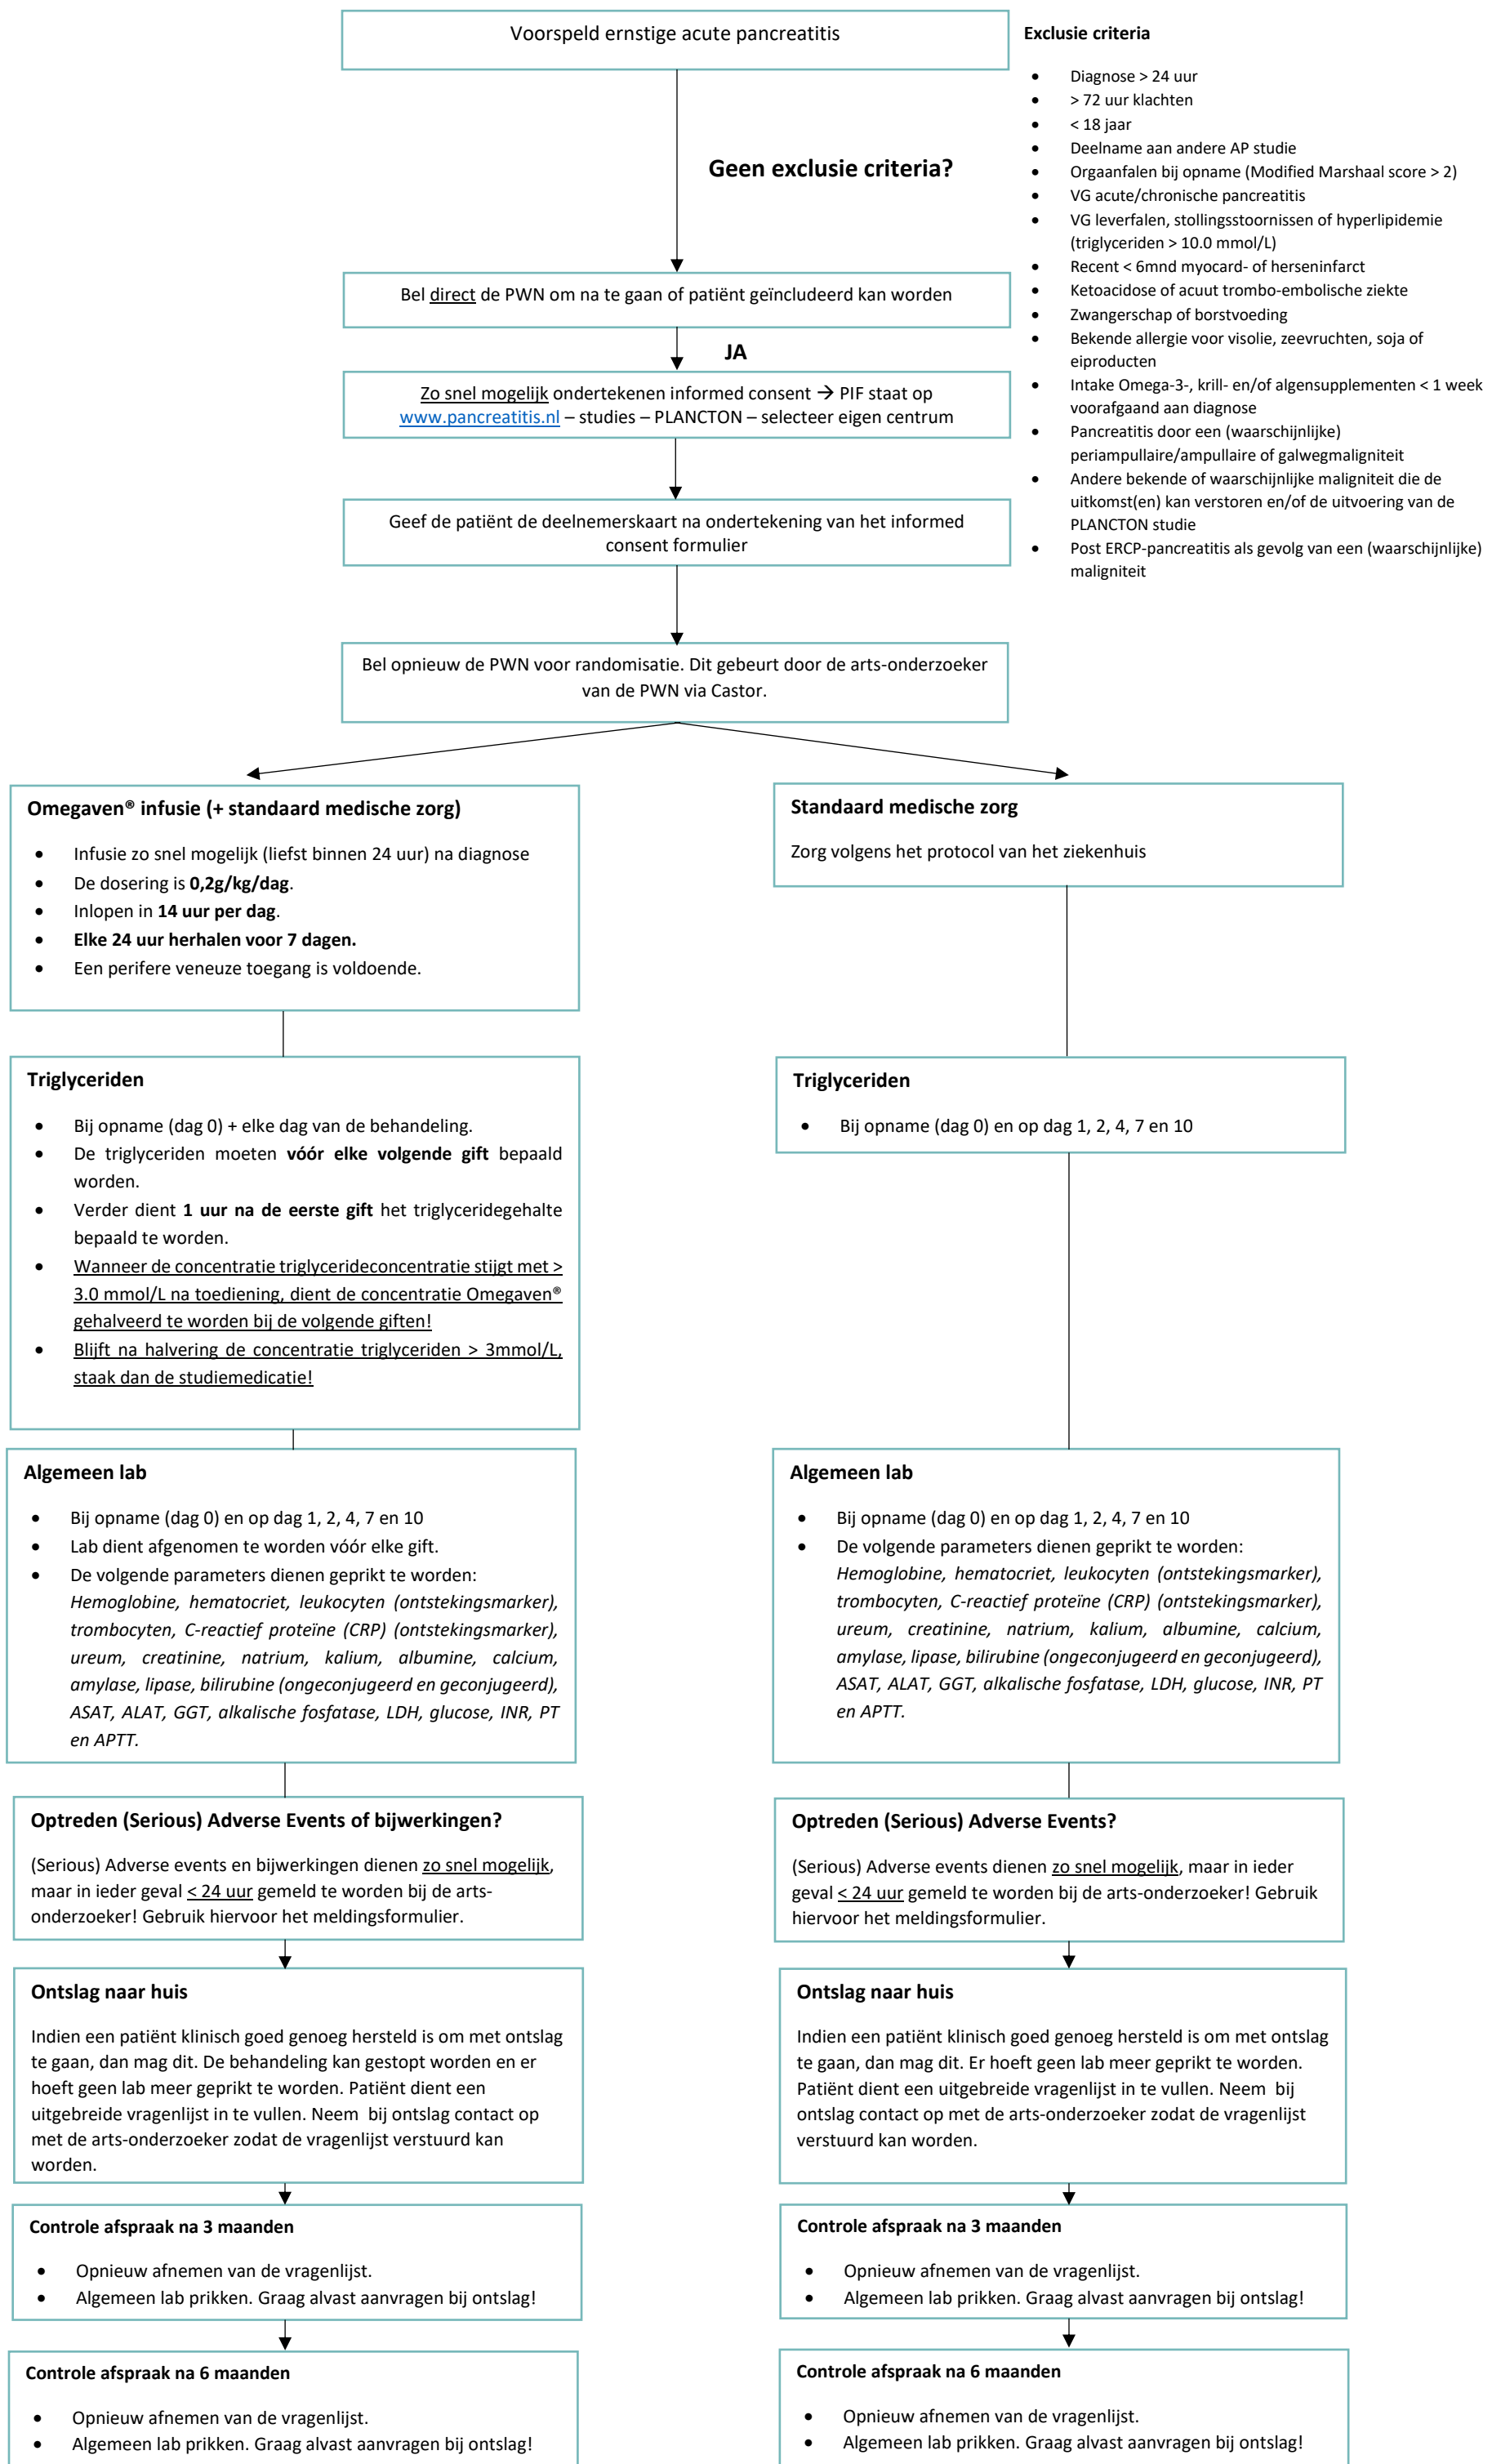 Voorspeld ernstige acute pancreatitis
Exclusie criteria
• Diagnose > 24 uur
• > 72 uur klachten
• < 18 jaar
• Deelname aan andere AP studie
• Orgaanfalen bij opname (Modified Marshaal score > 2)
• VG acute/chronische pancreatitis
• VG leverfalen, stollingsstoornissen of hyperlipidemie
(triglyceriden > 10.0 mmol/L)
• Recent < 6mnd myocard- of herseninfarct
• Ketoacidose of acuut trombo-embolische ziekte
• Zwangerschap of borstvoeding
• Bekende allergie voor visolie, zeevruchten, soja of
eiproducten
• Intake Omega-3-, krill- en/of algensupplementen < 1 week
voorafgaand aan diagnose
• Pancreatitis door een (waarschijnlijke)
periampullaire/ampullaire of galwegmaligniteit
• Andere bekende of waarschijnlijke maligniteit die de
uitkomst(en) kan verstoren en/of de uitvoering van de
PLANCTON studie
• Post ERCP-pancreatitis als gevolg van een (waarschijnlijke)
maligniteit
Geen exclusie criteria?
Bel direct de PWN om na te gaan of patiënt geïncludeerd kan worden
JA
Zo snel mogelijk ondertekenen informed consent → PIF staat op
www.pancreatitis.nl – studies – PLANCTON – selecteer eigen centrum
Geef de patiënt de deelnemerskaart na ondertekening van het informed
consent formulier
Bel opnieuw de PWN voor randomisatie. Dit gebeurt door de arts-onderzoeker
van de PWN via Castor.
Omegaven® infusie (+ standaard medische zorg)
• Infusie zo snel mogelijk (liefst binnen 24 uur) na diagnose
• De dosering is 0,2g/kg/dag.
• Inlopen in 14 uur per dag.
• Elke 24 uur herhalen voor 7 dagen.
• Een perifere veneuze toegang is voldoende.
Standaard medische zorg
Zorg volgens het protocol van het ziekenhuis
Triglyceriden
• Bij opname (dag 0) + elke dag van de behandeling.
• De triglyceriden moeten vóór elke volgende gift bepaald
worden.
• Verder dient 1 uur na de eerste gift het triglyceridegehalte
bepaald te worden.
• Wanneer de concentratie triglycerideconcentratie stijgt met >
3.0 mmol/L na toediening, dient de concentratie Omegaven®
gehalveerd te worden bij de volgende giften!
• Blijft na halvering de concentratie triglyceriden > 3mmol/L,
staak dan de studiemedicatie!
Triglyceriden
• Bij opname (dag 0) en op dag 1, 2, 4, 7 en 10
Algemeen lab
• Bij opname (dag 0) en op dag 1, 2, 4, 7 en 10
• Lab dient afgenomen te worden vóór elke gift.
• De volgende parameters dienen geprikt te worden:
Hemoglobine, hematocriet, leukocyten (ontstekingsmarker),
trombocyten, C-reactief proteïne (CRP) (ontstekingsmarker),
ureum, creatinine, natrium, kalium, albumine, calcium,
amylase, lipase, bilirubine (ongeconjugeerd en geconjugeerd),
ASAT, ALAT, GGT, alkalische fosfatase, LDH, glucose, INR, PT
en APTT.
Algemeen lab
• Bij opname (dag 0) en op dag 1, 2, 4, 7 en 10
• De volgende parameters dienen geprikt te worden:
Hemoglobine, hematocriet, leukocyten (ontstekingsmarker),
trombocyten, C-reactief proteïne (CRP) (ontstekingsmarker),
ureum, creatinine, natrium, kalium, albumine, calcium,
amylase, lipase, bilirubine (ongeconjugeerd en geconjugeerd),
ASAT, ALAT, GGT, alkalische fosfatase, LDH, glucose, INR, PT
en APTT.
Optreden (Serious) Adverse Events of bijwerkingen?
(Serious) Adverse events en bijwerkingen dienen zo snel mogelijk,
maar in ieder geval < 24 uur gemeld te worden bij de arts-
onderzoeker! Gebruik hiervoor het meldingsformulier.
Optreden (Serious) Adverse Events?
(Serious) Adverse events dienen zo snel mogelijk, maar in ieder
geval < 24 uur gemeld te worden bij de arts-onderzoeker! Gebruik
hiervoor het meldingsformulier.
Ontslag naar huis
Indien een patiënt klinisch goed genoeg hersteld is om met ontslag
te gaan, dan mag dit. De behandeling kan gestopt worden en er
hoeft geen lab meer geprikt te worden. Patiënt dient een
uitgebreide vragenlijst in te vullen. Neem bij ontslag contact op
met de arts-onderzoeker zodat de vragenlijst verstuurd kan
worden.
Ontslag naar huis
Indien een patiënt klinisch goed genoeg hersteld is om met ontslag
te gaan, dan mag dit. Er hoeft geen lab meer geprikt te worden.
Patiënt dient een uitgebreide vragenlijst in te vullen. Neem bij
ontslag contact op met de arts-onderzoeker zodat de vragenlijst
verstuurd kan worden.
Controle afspraak na 3 maanden
• Opnieuw afnemen van de vragenlijst.
• Algemeen lab prikken. Graag alvast aanvragen bij ontslag!
Controle afspraak na 3 maanden
• Opnieuw afnemen van de vragenlijst.
• Algemeen lab prikken. Graag alvast aanvragen bij ontslag!
Controle afspraak na 6 maanden
• Opnieuw afnemen van de vragenlijst.
• Algemeen lab prikken. Graag alvast aanvragen bij ontslag!
Controle afspraak na 6 maanden
• Opnieuw afnemen van de vragenlijst.
• Algemeen lab prikken. Graag alvast aanvragen bij ontslag!